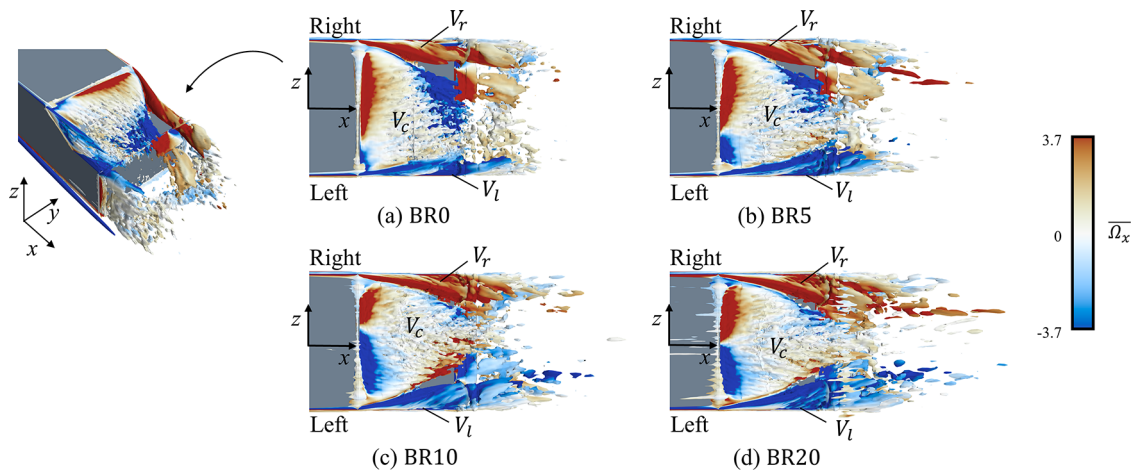 Right
V_r
z
x
V_c
Left
V_l
(a) BR0
Right
V_r
z
x
V_c
Left
V_l
(b) BR5
z
y
x
3.7
0
-3.7
\overline{Ω_x}
Right
V_r
z
x
V_c
Left
V_l
(c) BR10
Right
V_r
z
x
V_c
Left
V_l
(d) BR20